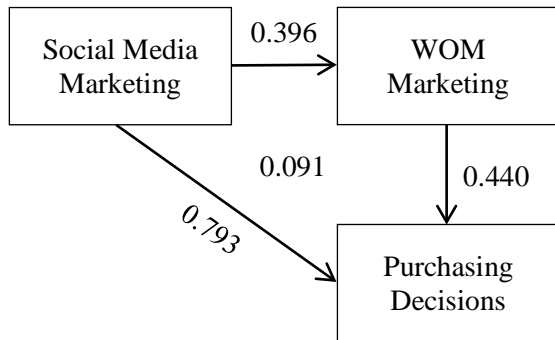 Social Media
Marketing
0.396
WOM
Marketing
0.091
0.440
0.793
Purchasing
Decisions